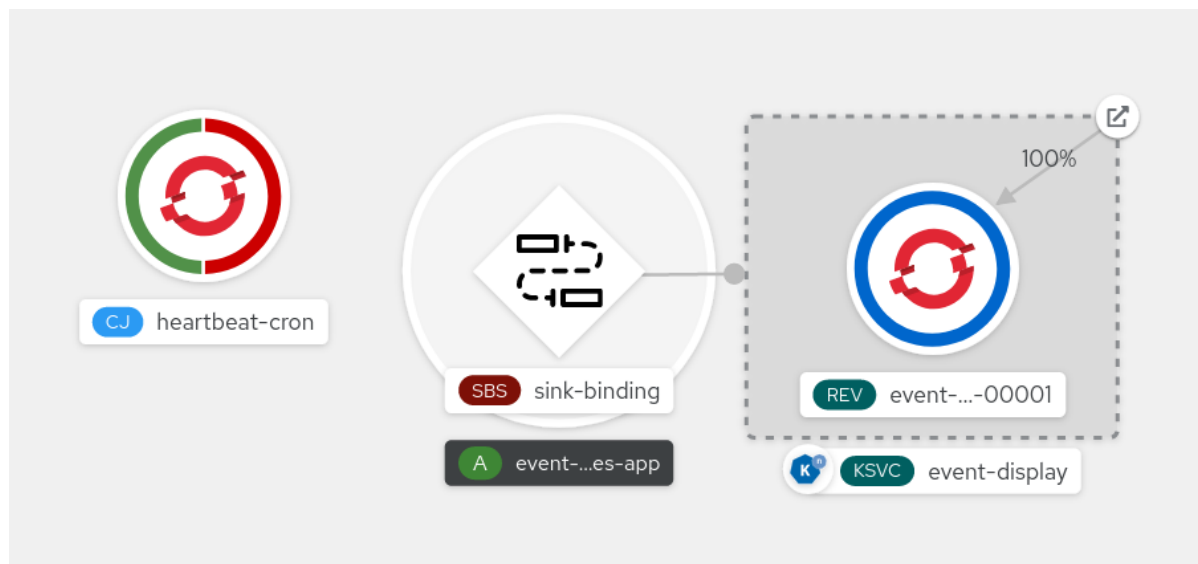 100%
CJ heartbeat-cron
SBS sink-binding
REV event-...-00001
A event-...es-app
K n KSVC event-display